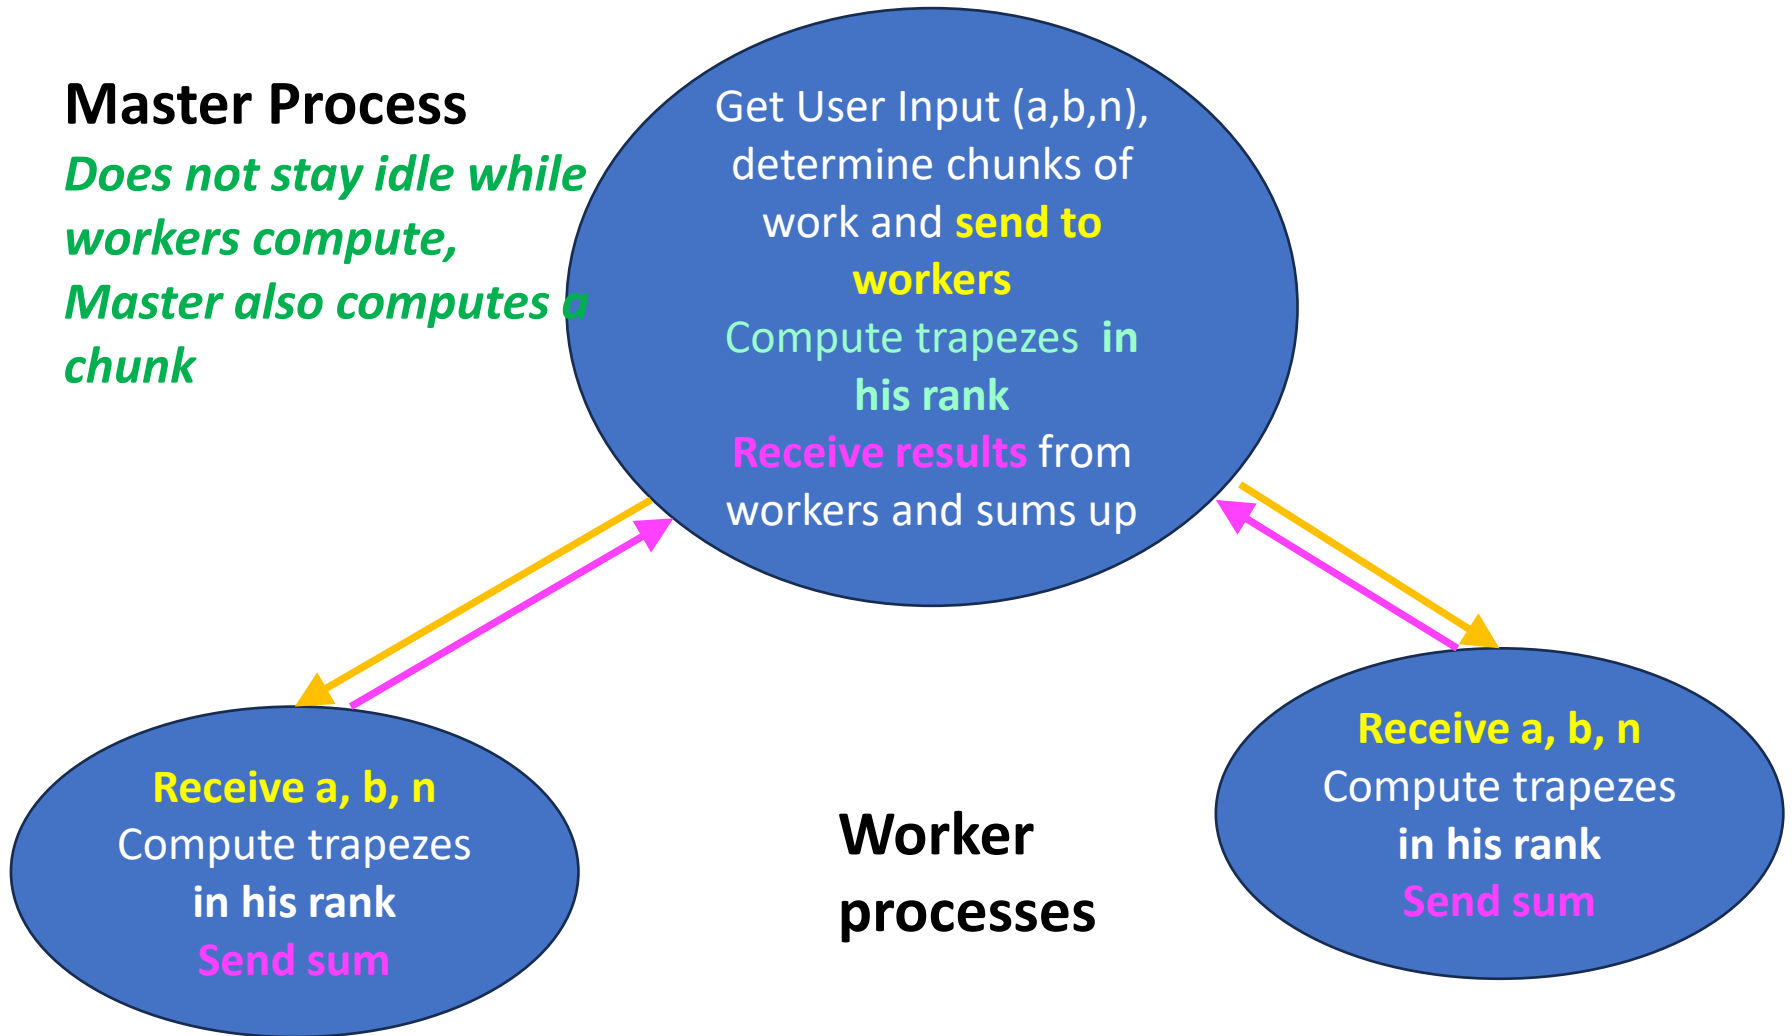 Master Process
Does not stay idle while
workers compute,
Master also computes a
chunk
Get User Input (a,b,n),
determine chunks of
work and send to
workers
Compute trapezes in
his rank
Receive results from
workers and sums up
Receive a, b, n
Compute trapezes
in his rank
Send sum
Worker
processes
Receive a, b, n
Compute trapezes
in his rank
Send sum